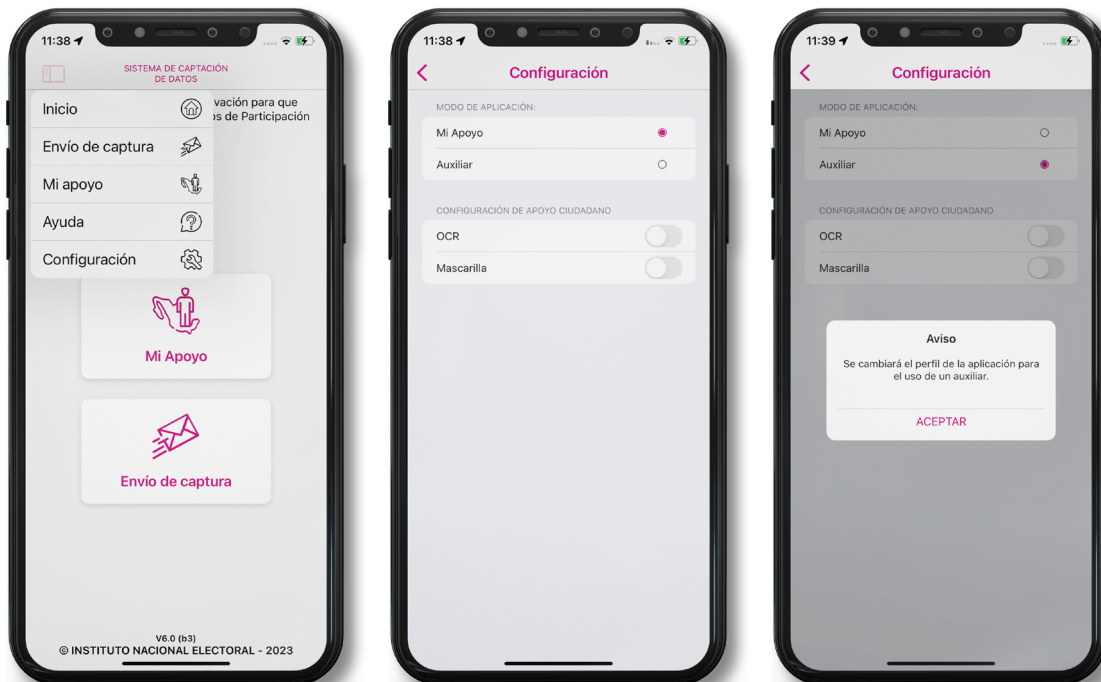 11:38
SISTEMA DE CAPTACIÓN
DE DATOS
vación para que
os de Participación
Inicio
Envío de captura
Mi apoyo
Ayuda
Configuración
Mi Apoyo
Envío de captura
V6.0 (b3)
© INSTITUTO NACIONAL ELECTORAL - 2023
11:38
Configuración
MODO DE APLICACIÓN:
Mi Apoyo
Auxiliar
CONFIGURACIÓN DE APOYO CIUDADANO
OCR
Mascarilla
11:39
Configuración
MODO DE APLICACIÓN:
Mi Apoyo
Auxiliar
CONFIGURACIÓN DE APOYO CIUDADANO
OCR
Mascarilla
Aviso
Se cambiará el perfil de la aplicación para
el uso de un auxiliar.
ACEPTAR